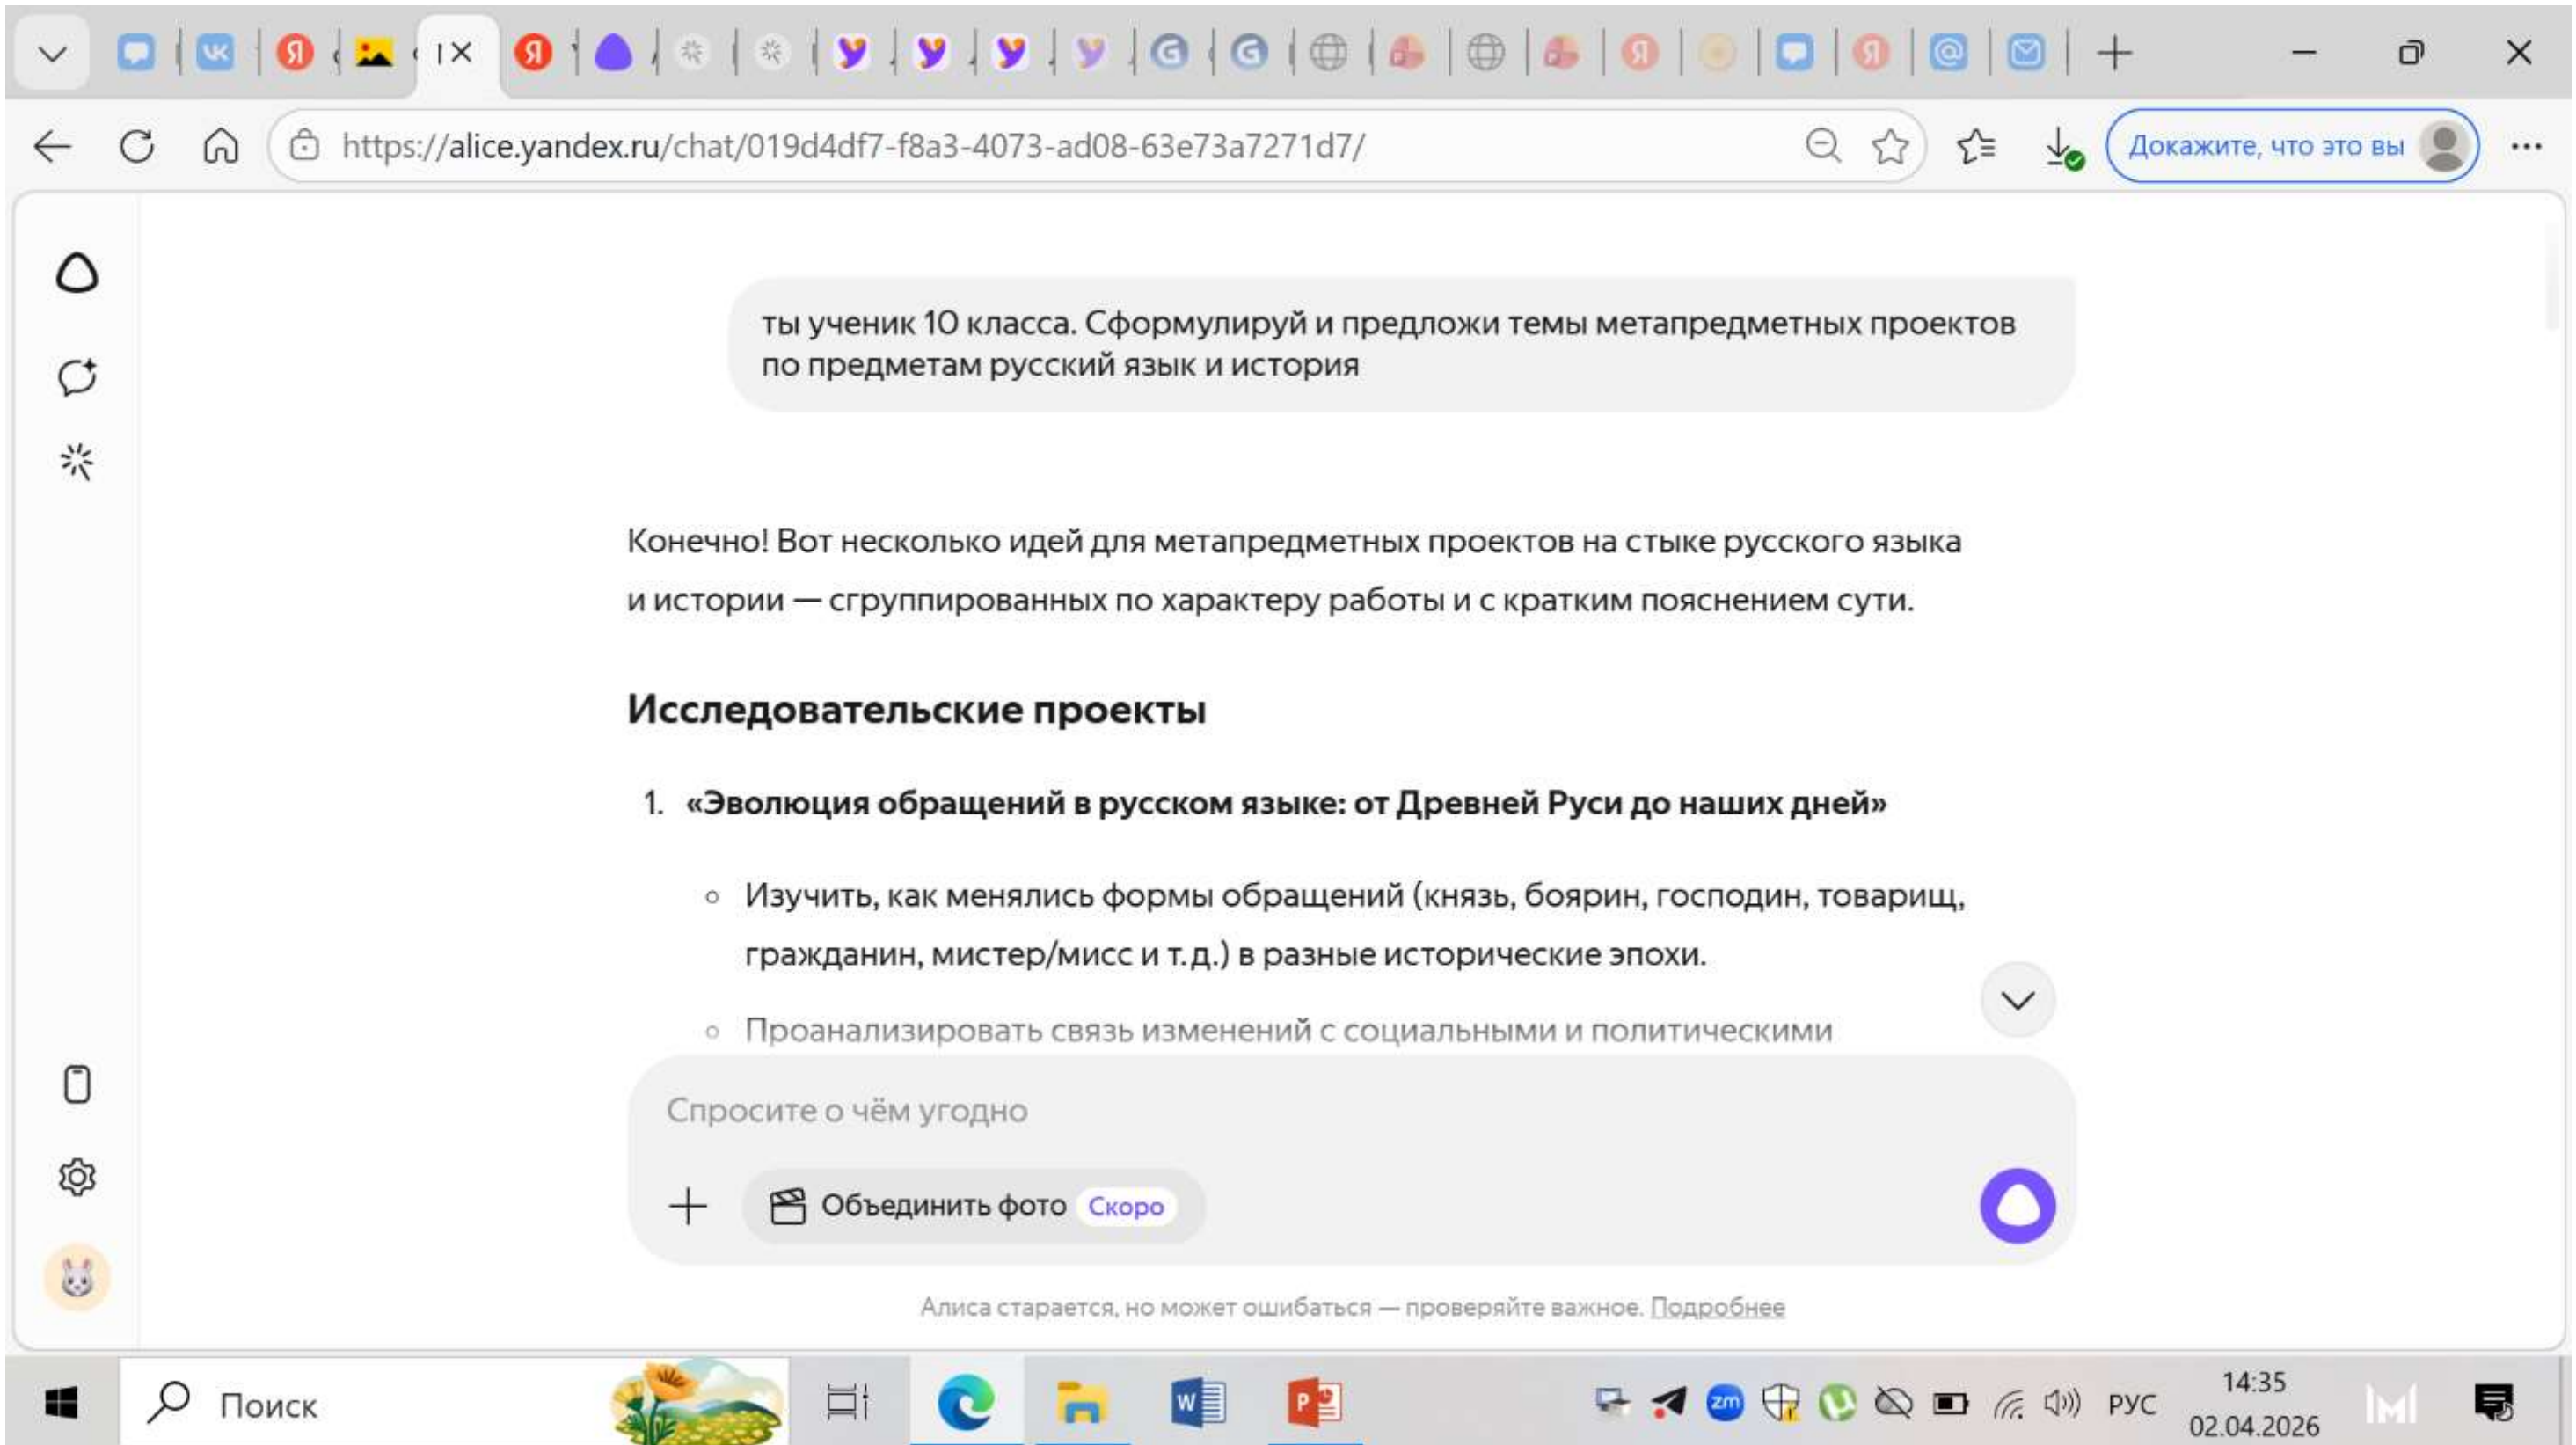 https://alice.yandex.ru/chat/019d4df7-f8a3-4073-ad08-63e73a7271d7/
Докажите, что это вы
ты ученик 10 класса. Сформулируй и предложи темы метапредметных проектов
по предметам русский язык и история
Конечно! Вот несколько идей для метапредметных проектов на стыке русского языка
и истории — сгруппированных по характеру работы и с кратким пояснением сути.
Исследовательские проекты
1. «Эволюция обращений в русском языке: от Древней Руси до наших дней»
Изучить, как менялись формы обращений (князь, боярин, господин, товарищ,
гражданин, мистер/мисс и т.д.) в разные исторические эпохи.
Проанализировать связь изменений с социальными и политическими
Спросите о чём угодно
Объединить фото Скоро
Алиса старается, но может ошибаться — проверяйте важное. Подробнее
Поиск
zm
РУС
14:35
02.04.2026